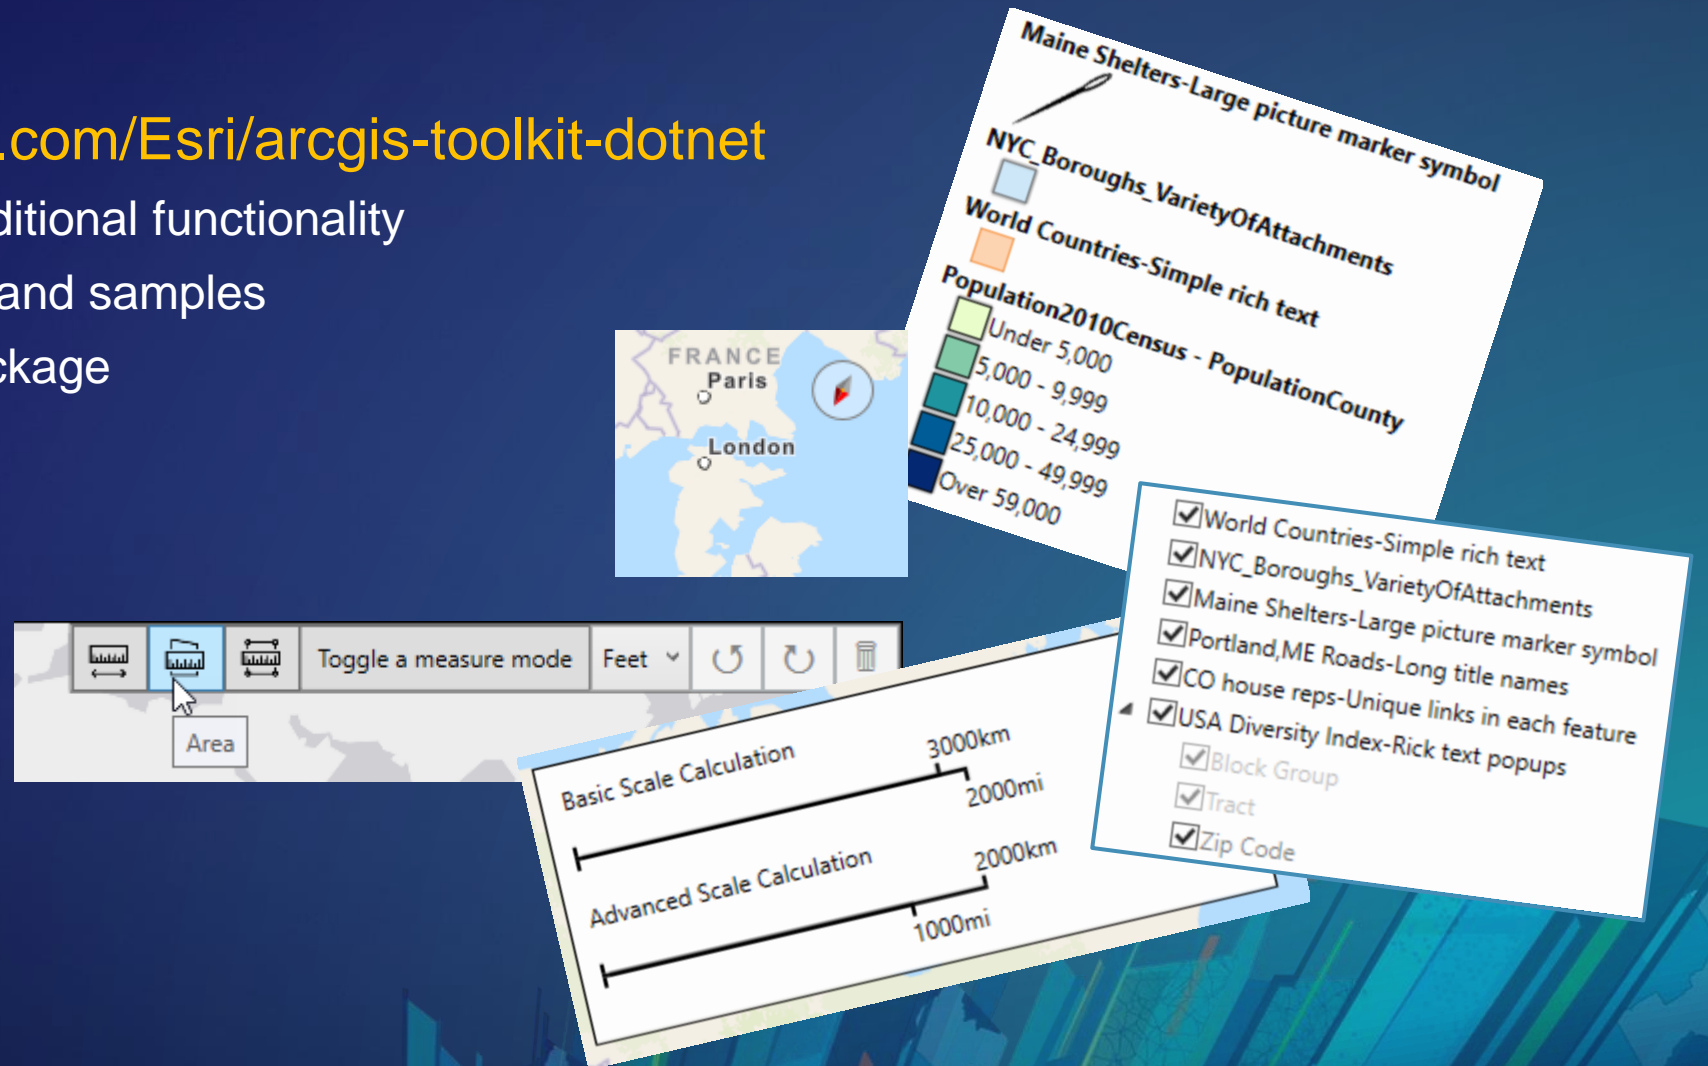 .com/Esri/arcgis-toolkit-dotnet
ditional functionality
and samples
ckage
Maine Shelters-Large picture marker symbol
NYC_Boroughs_VarietyOfAttachments
World Countries-Simple rich text
Population2010Census - PopulationCounty
Under 5,000
5,000 - 9,999
10,000 - 24,999
25,000 - 49,999
Over 59,000
FRANCE
Paris
London
World Countries-Simple rich text
NYC_Boroughs_VarietyOfAttachments
Maine Shelters-Large picture marker symbol
Portland,ME Roads-Long title names
CO house reps-Unique links in each feature
USA Diversity Index-Rick text popups
Block Group
Tract
Zip Code
Toggle a measure mode Feet
Area
Basic Scale Calculation
3000km
2000mi
Advanced Scale Calculation
2000km
1000mi